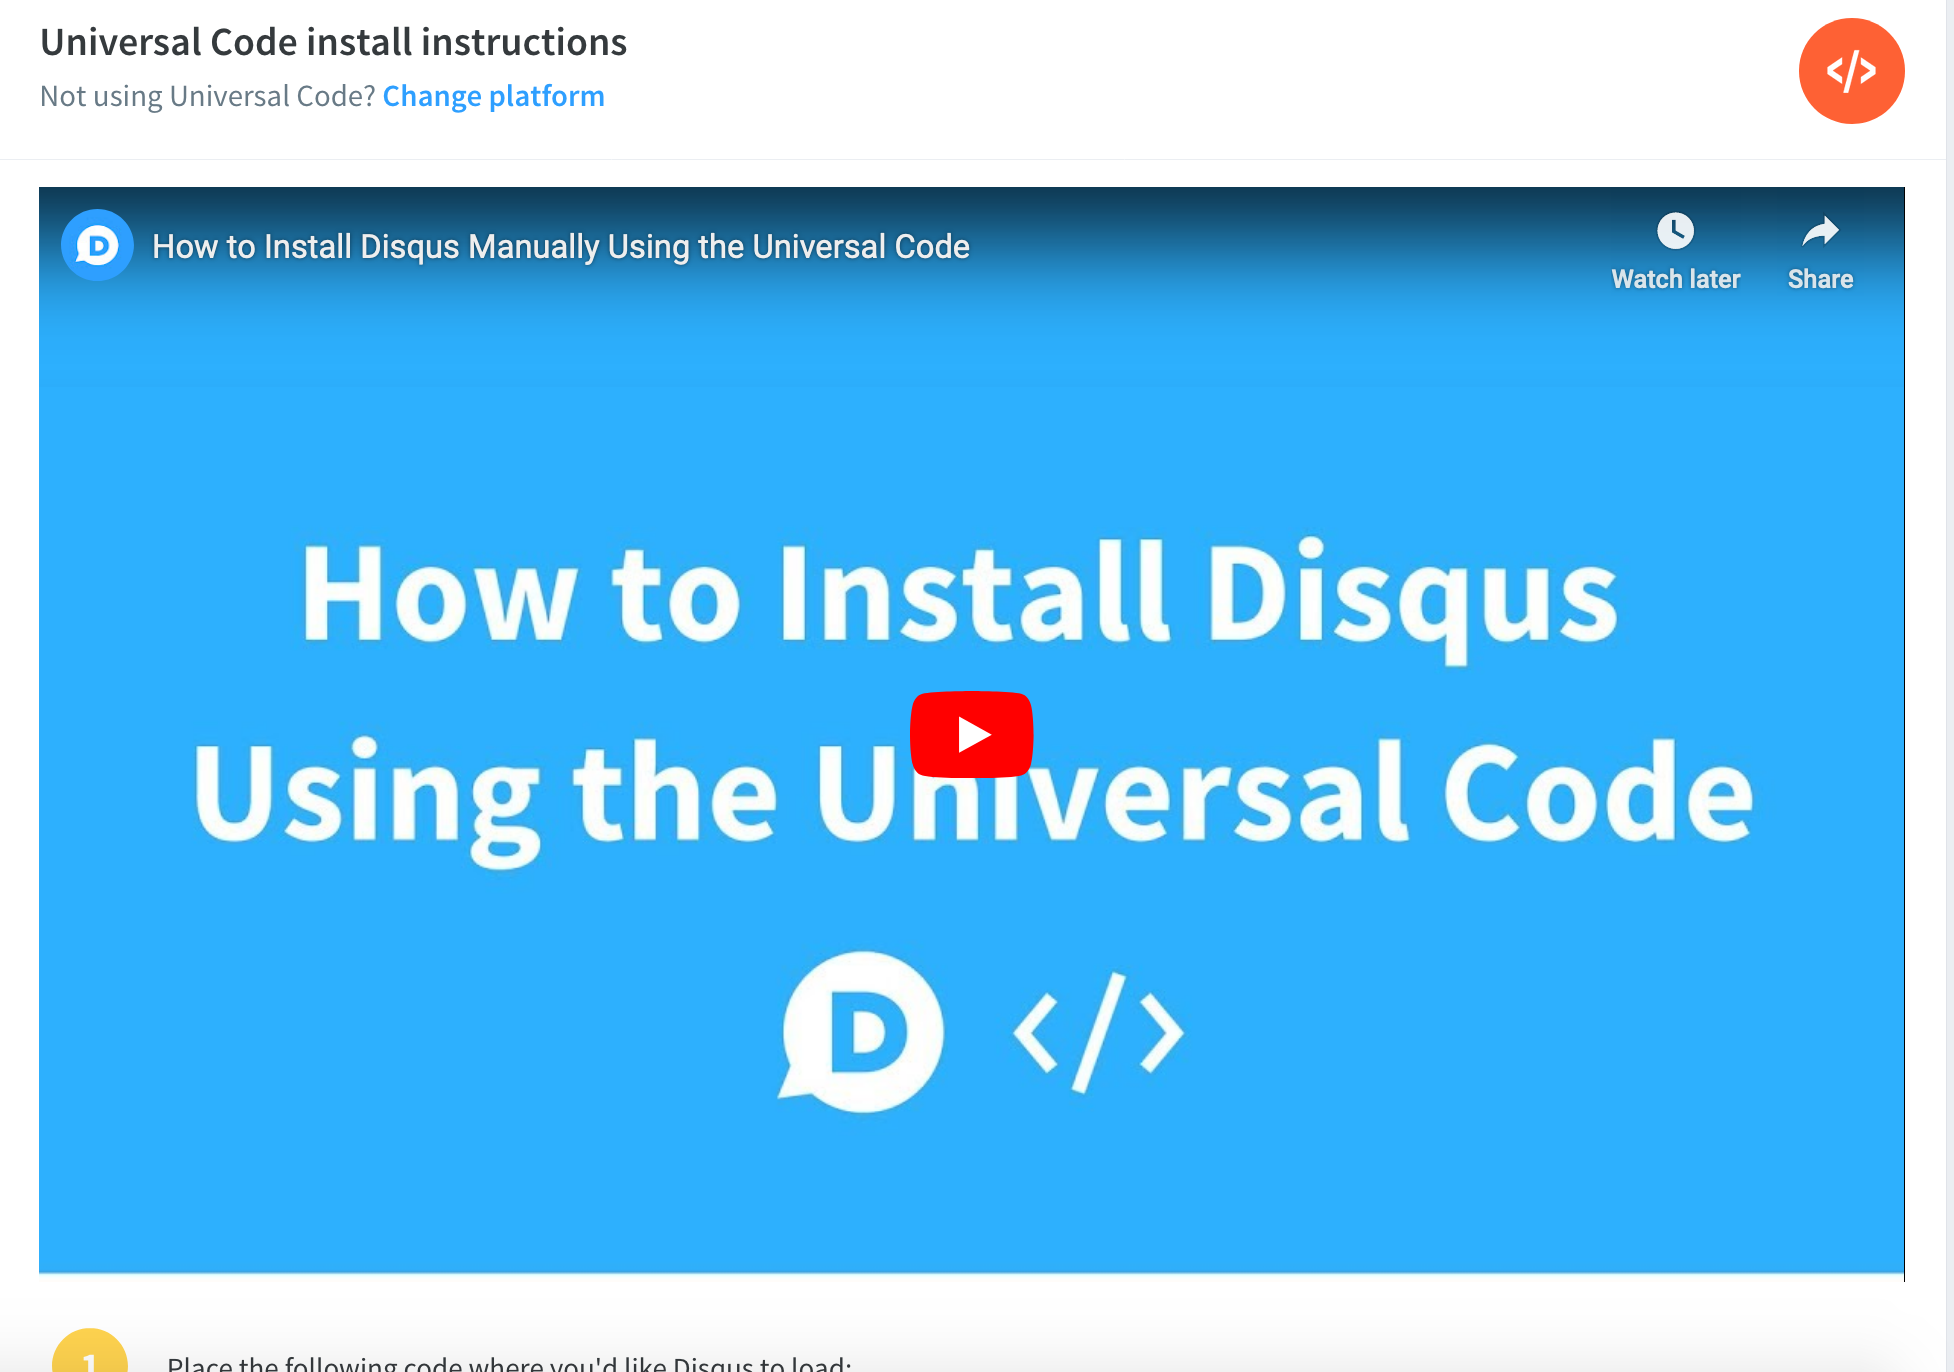 Universal Code install instructions
Not using Universal Code? Change platform
</>
D
How to Install Disqus Manually Using the Universal Code
Watch later
Share
How to Install Disqus
Using the Universal Code
D </>
1
Place the following code where you'd like Disqus to load: